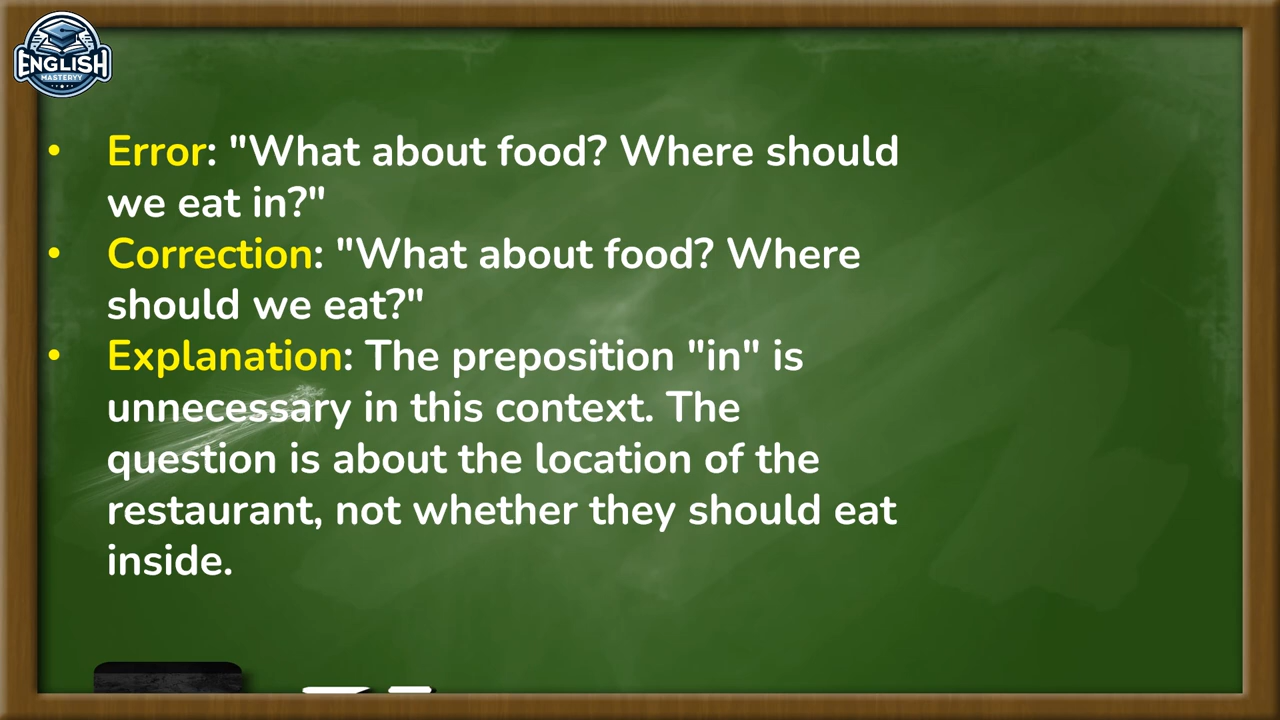 ENGLISH
MASTERYY
• Error: "What about food? Where should
we eat in?"
• Correction: "What about food? Where
should we eat?"
• Explanation: The preposition "in" is
unnecessary in this context. The
question is about the location of the
restaurant, not whether they should eat
inside.